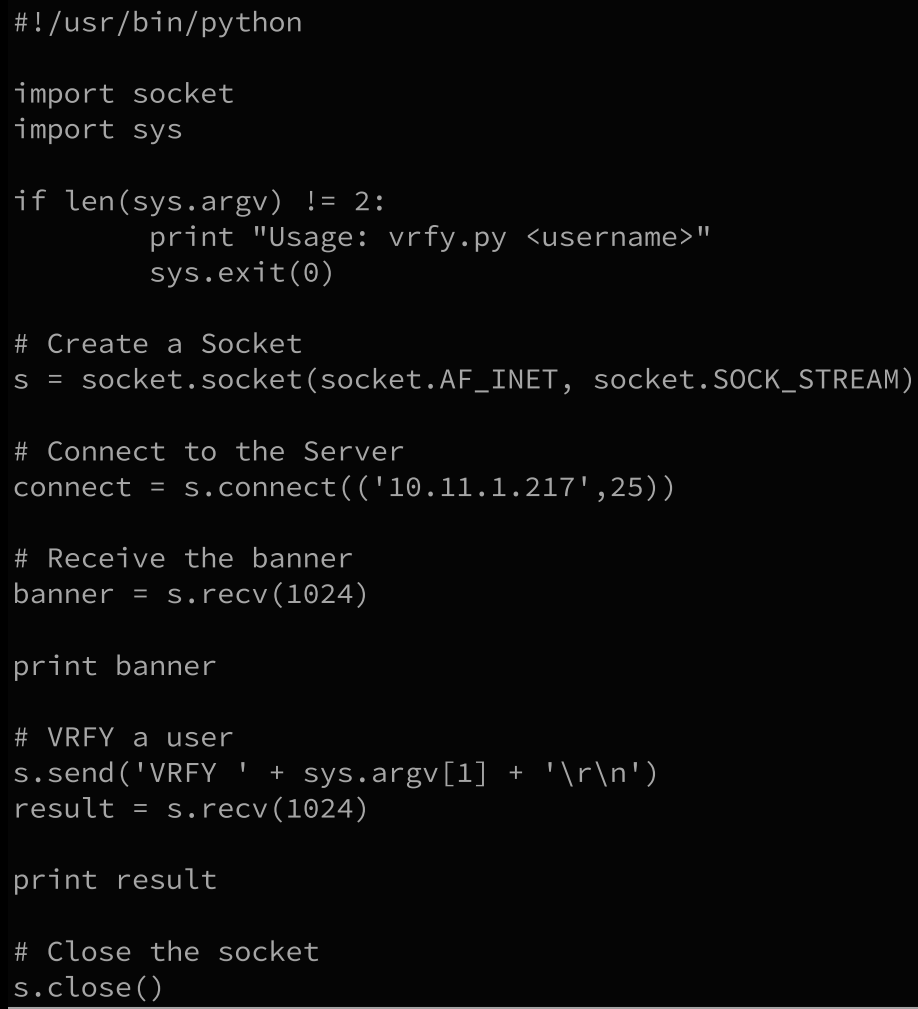 #!/usr/bin/python
import socket
import sys
if len(sys.argv) != 2:
        print "Usage: vrfy.py <username>"
        sys.exit(0)
# Create a Socket
s = socket.socket(socket.AF_INET, socket.SOCK_STREAM)
# Connect to the Server
connect = s.connect(('10.11.1.217',25))
# Receive the banner
banner = s.recv(1024)
print banner
# VRFY a user
s.send('VRFY ' + sys.argv[1] + '\r\n')
result = s.recv(1024)
print result
# Close the socket
s.close()